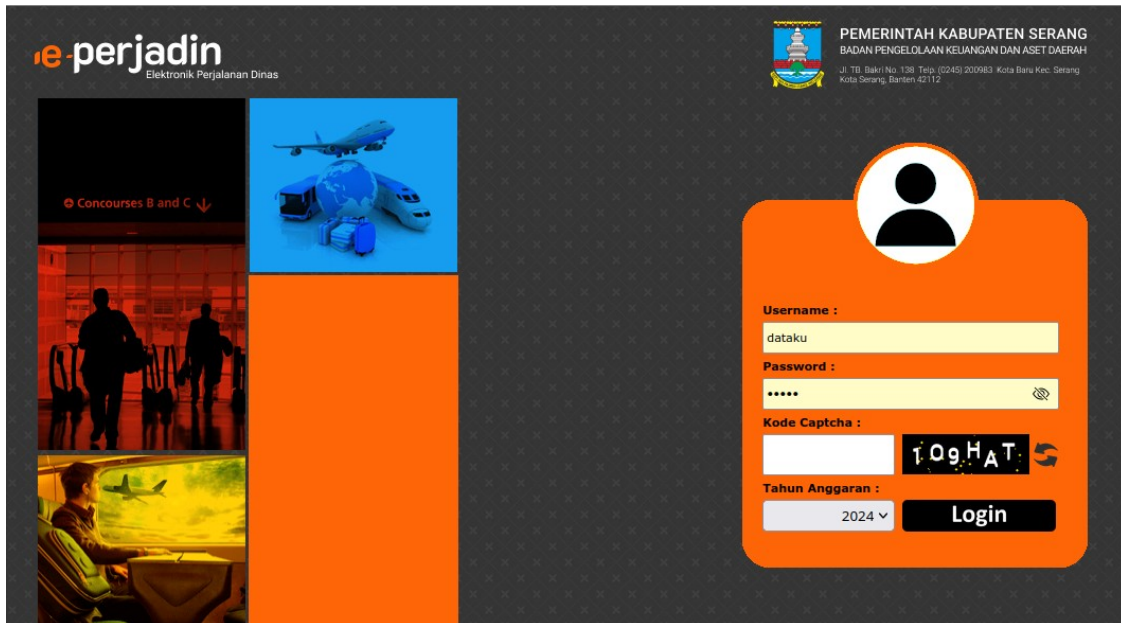 e-perjadin
Elektronik Perjalanan Dinas
PEMERINTAH KABUPATEN SERANG
BADAN PENGELOLAAN KEUANGAN DAN ASET DAERAH
Jl. TB. Bakri No. 138 Telp. (0245) 200983 Kota Baru Kec. Serang
Kota Serang, Banten 42112
Concourses B and C
Username :
dataku
Password :
•••••
Kode Captcha :
1O9HAT
Tahun Anggaran :
2024
Login